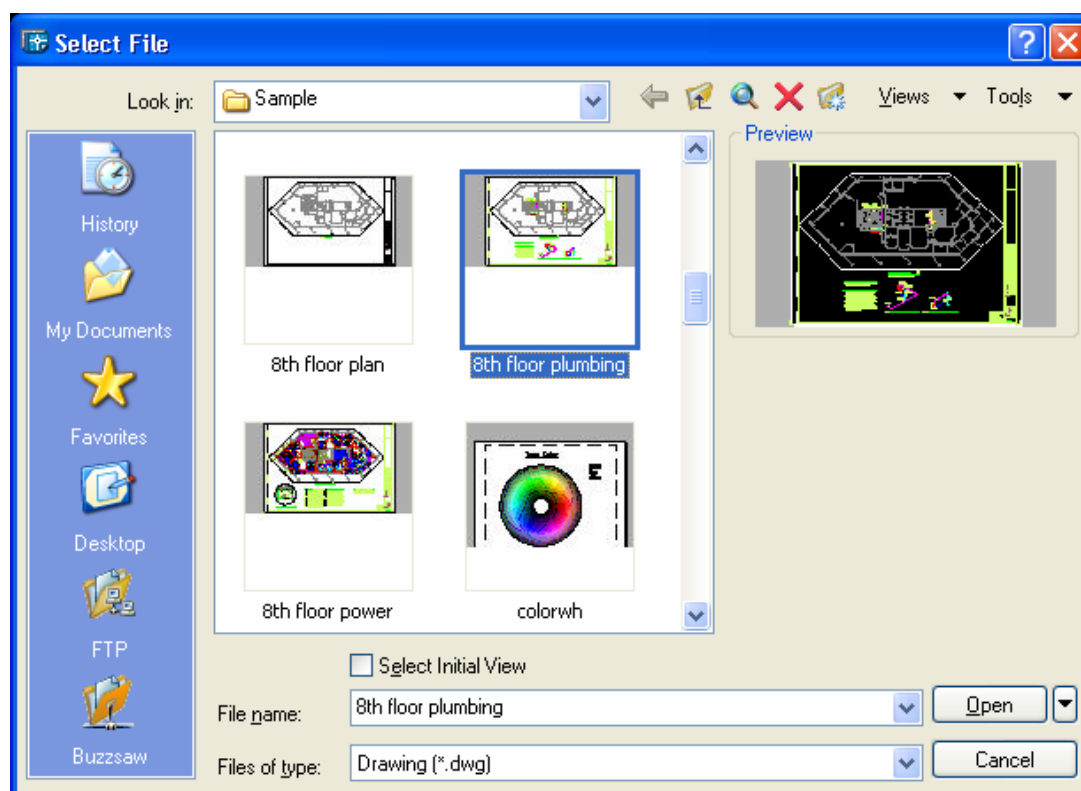 Select File
Look in:
Sample
Views
Tools
Preview
History
My Documents
Favorites
Desktop
FTP
Buzzsaw
8th floor plan
8th floor plumbing
8th floor power
colorwh
Select Initial View
File name:
8th floor plumbing
Open
Files of type:
Drawing (*.dwg)
Cancel